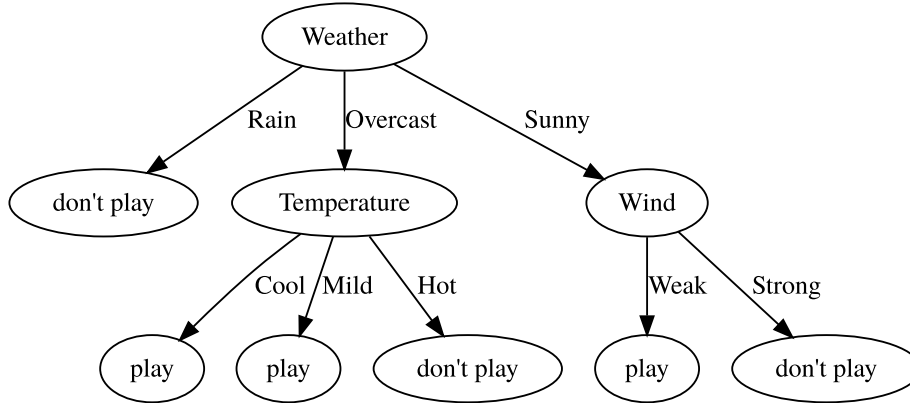 Weather
Rain
Overcast
Sunny
don't play
Temperature
Wind
Cool
Mild
Hot
Weak
Strong
play
play
don't play
play
don't play